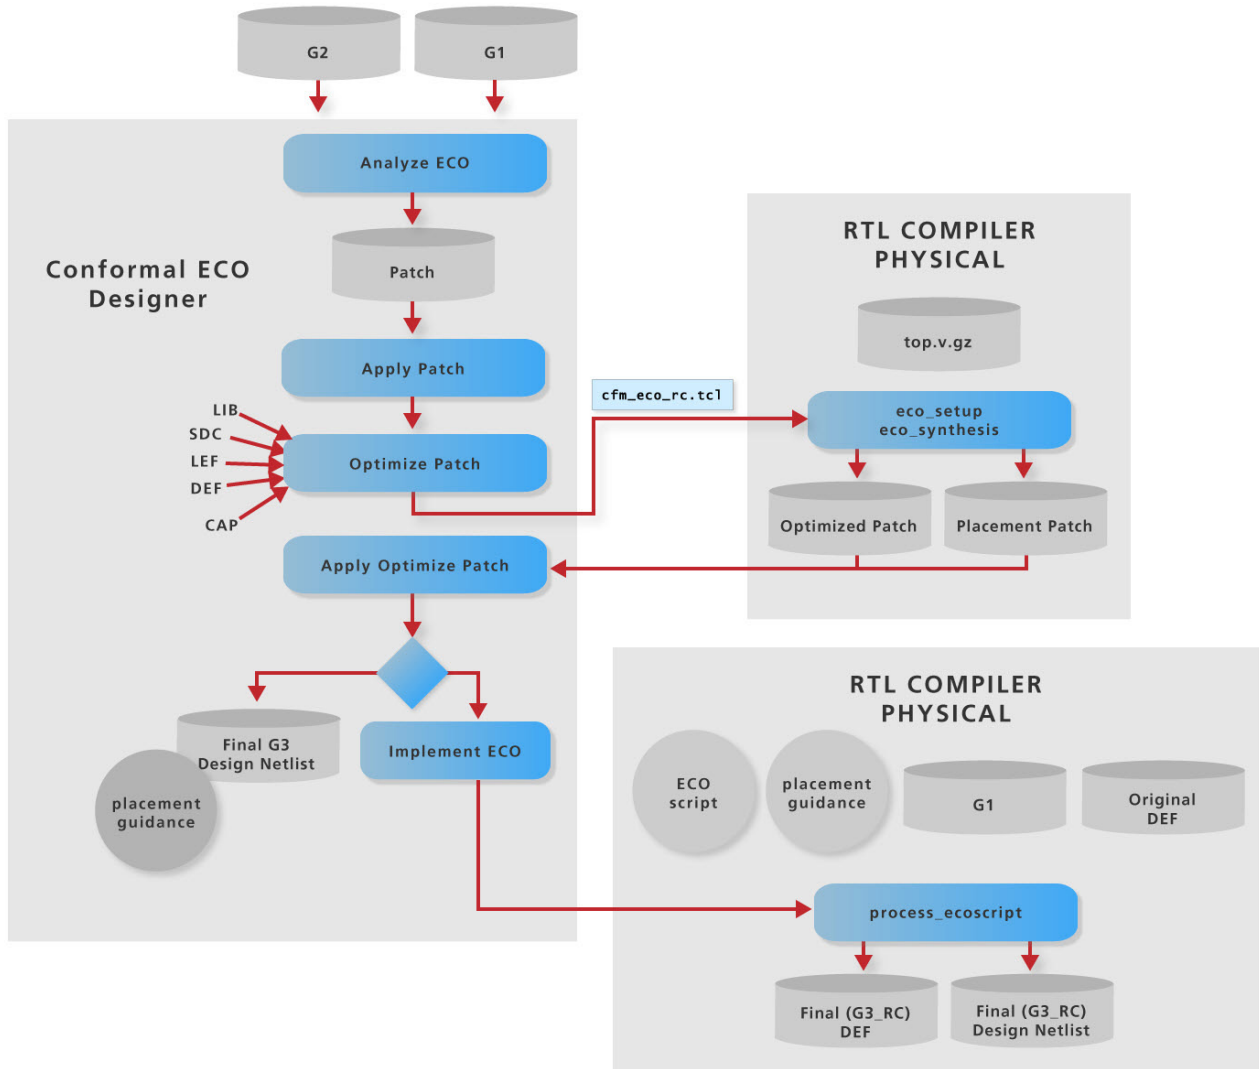 G2
G1
Analyze ECO
Conformal ECO
Designer
Patch
Apply Patch
LIB
SDC
LEF
DEF
CAP
Optimize Patch
cfm_eco_rc.tcl
Apply Optimize Patch
Final G3
Design Netlist
placement
guidance
Implement ECO
RTL COMPILER
PHYSICAL
top.v.gz
eco_setup
eco_synthesis
Optimized Patch
Placement Patch
RTL COMPILER
PHYSICAL
ECO
script
placement
guidance
G1
Original
DEF
process_ecoscript
Final (G3_RC)
DEF
Final (G3_RC)
Design Netlist